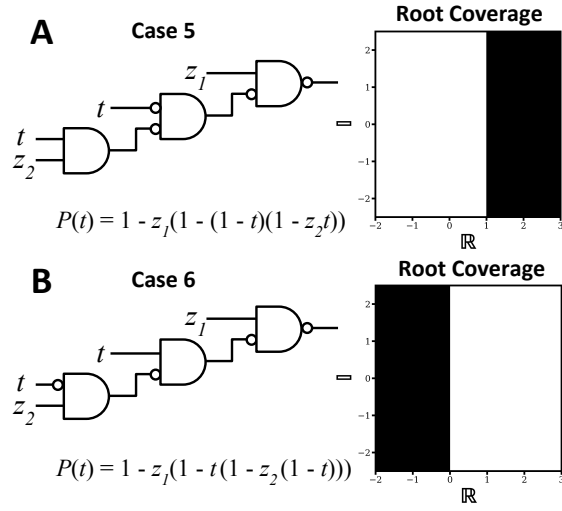 A
Case 5
Root Coverage
z1
t
t
z2
P(t) = 1 - z1(1 - (1 - t)(1 - z2t))
2
1
0
−1
−2
𝕀
−2 −1 0 1 2 3
ℝ
B
Case 6
Root Coverage
z1
t
t
z2
P(t) = 1 - z1(1 - t (1 - z2(1 - t)))
2
1
0
−1
−2
𝕀
−2 −1 0 1 2 3
ℝ